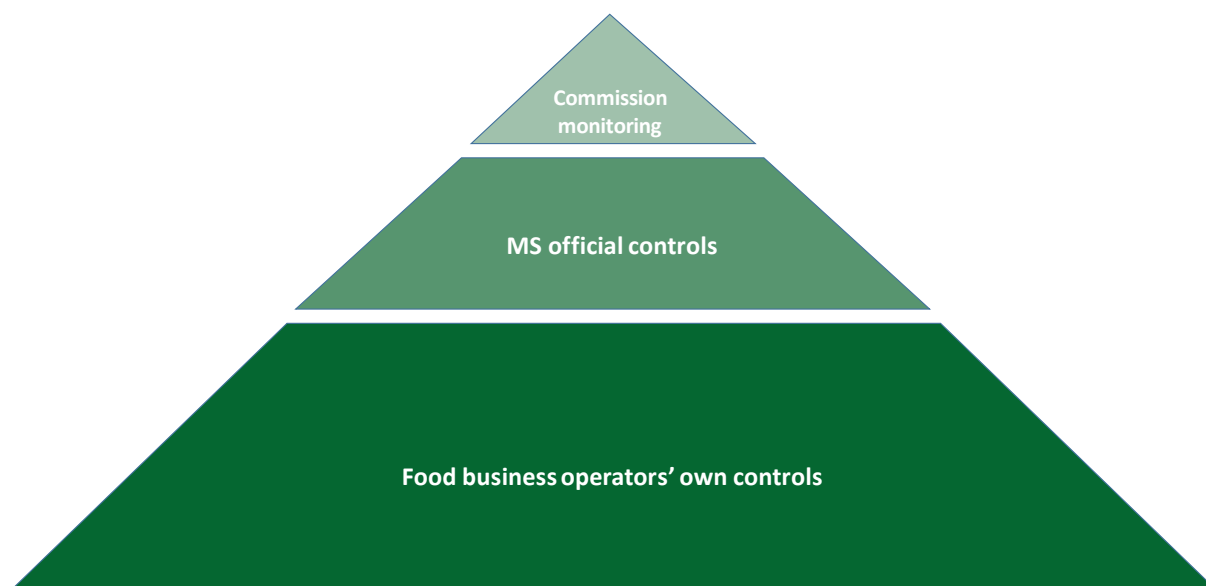 Commission
monitoring
MS official controls
Food business operators’ own controls